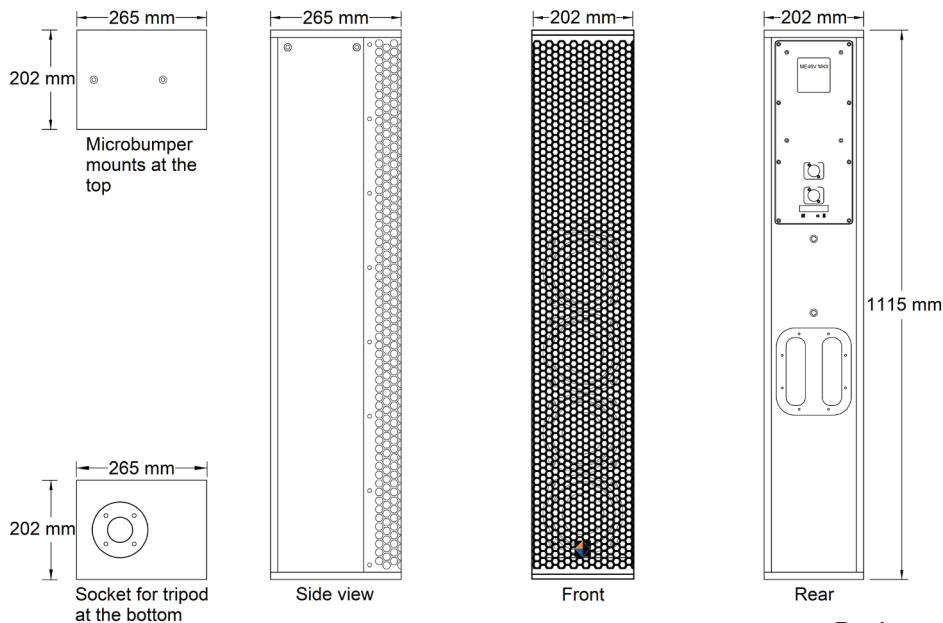 265 mm
265 mm
202 mm
202 mm
202 mm
Microbumper
mounts at the
top
ME46V MKII
1115 mm
265 mm
202 mm
Socket for tripod
at the bottom
Side view
Front
Rear